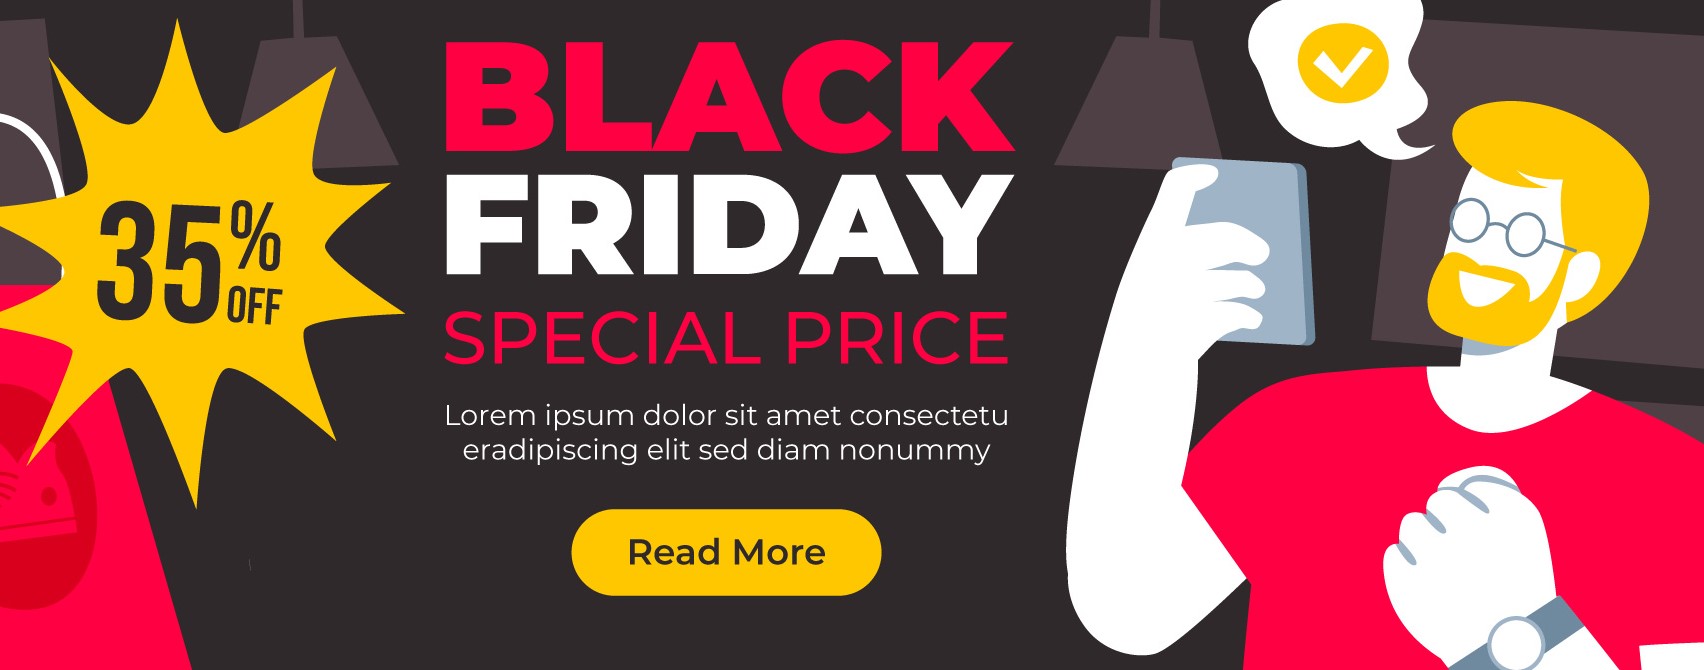 35%
OFF
BLACK
FRIDAY
SPECIAL PRICE
Lorem ipsum dolor sit amet consectetu
eradipiscing elit sed diam nonummy
Read More